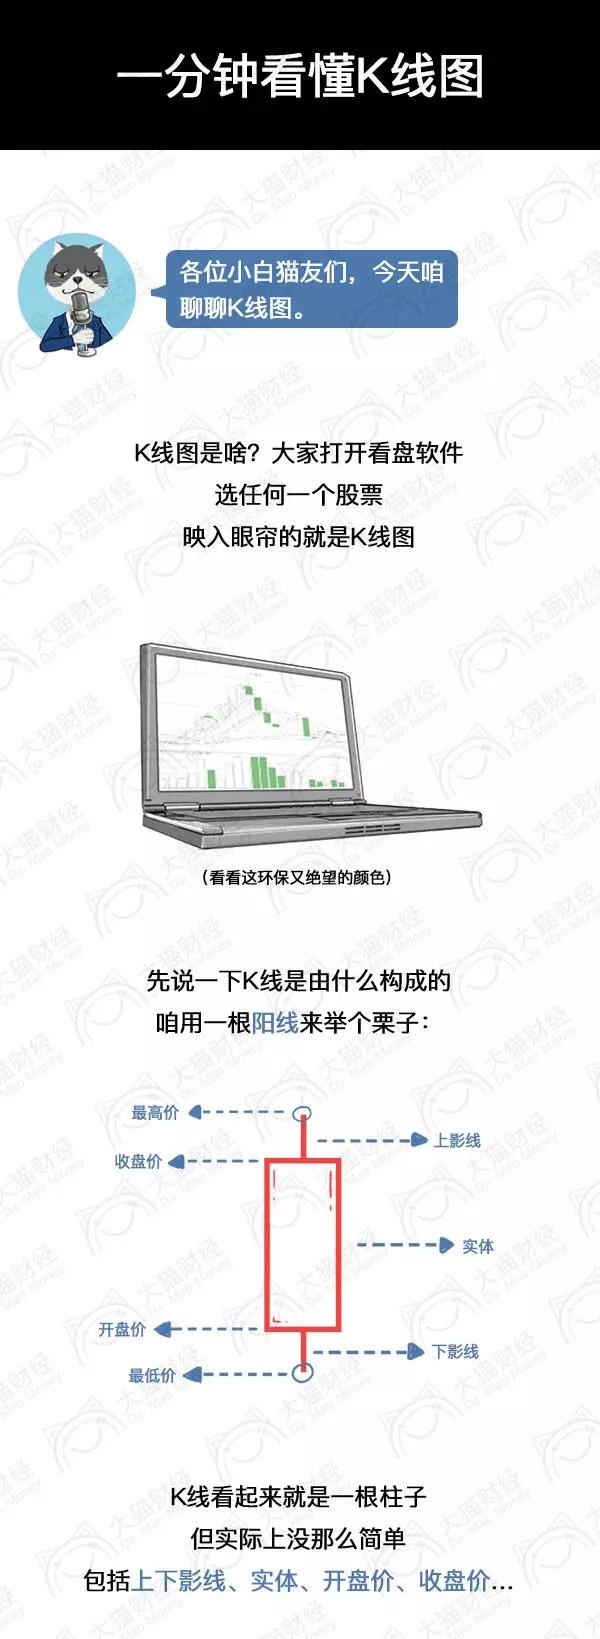 一分钟看懂K线图
各位小白猫友们，今天咱
聊聊K线图。
K线图是啥？大家打开看盘软件
选任何一个股票
映入眼帘的就是K线图
（看看这环保又绝望的颜色）
先说一下K线是由什么构成的
咱用一根阳线来举个栗子：
最高价
上影线
收盘价
实体
开盘价
下影线
最低价
K线看起来就是一根柱子
但实际上没那么简单
包括上下影线、实体、开盘价、收盘价...
大猫财经
Da Mao Money